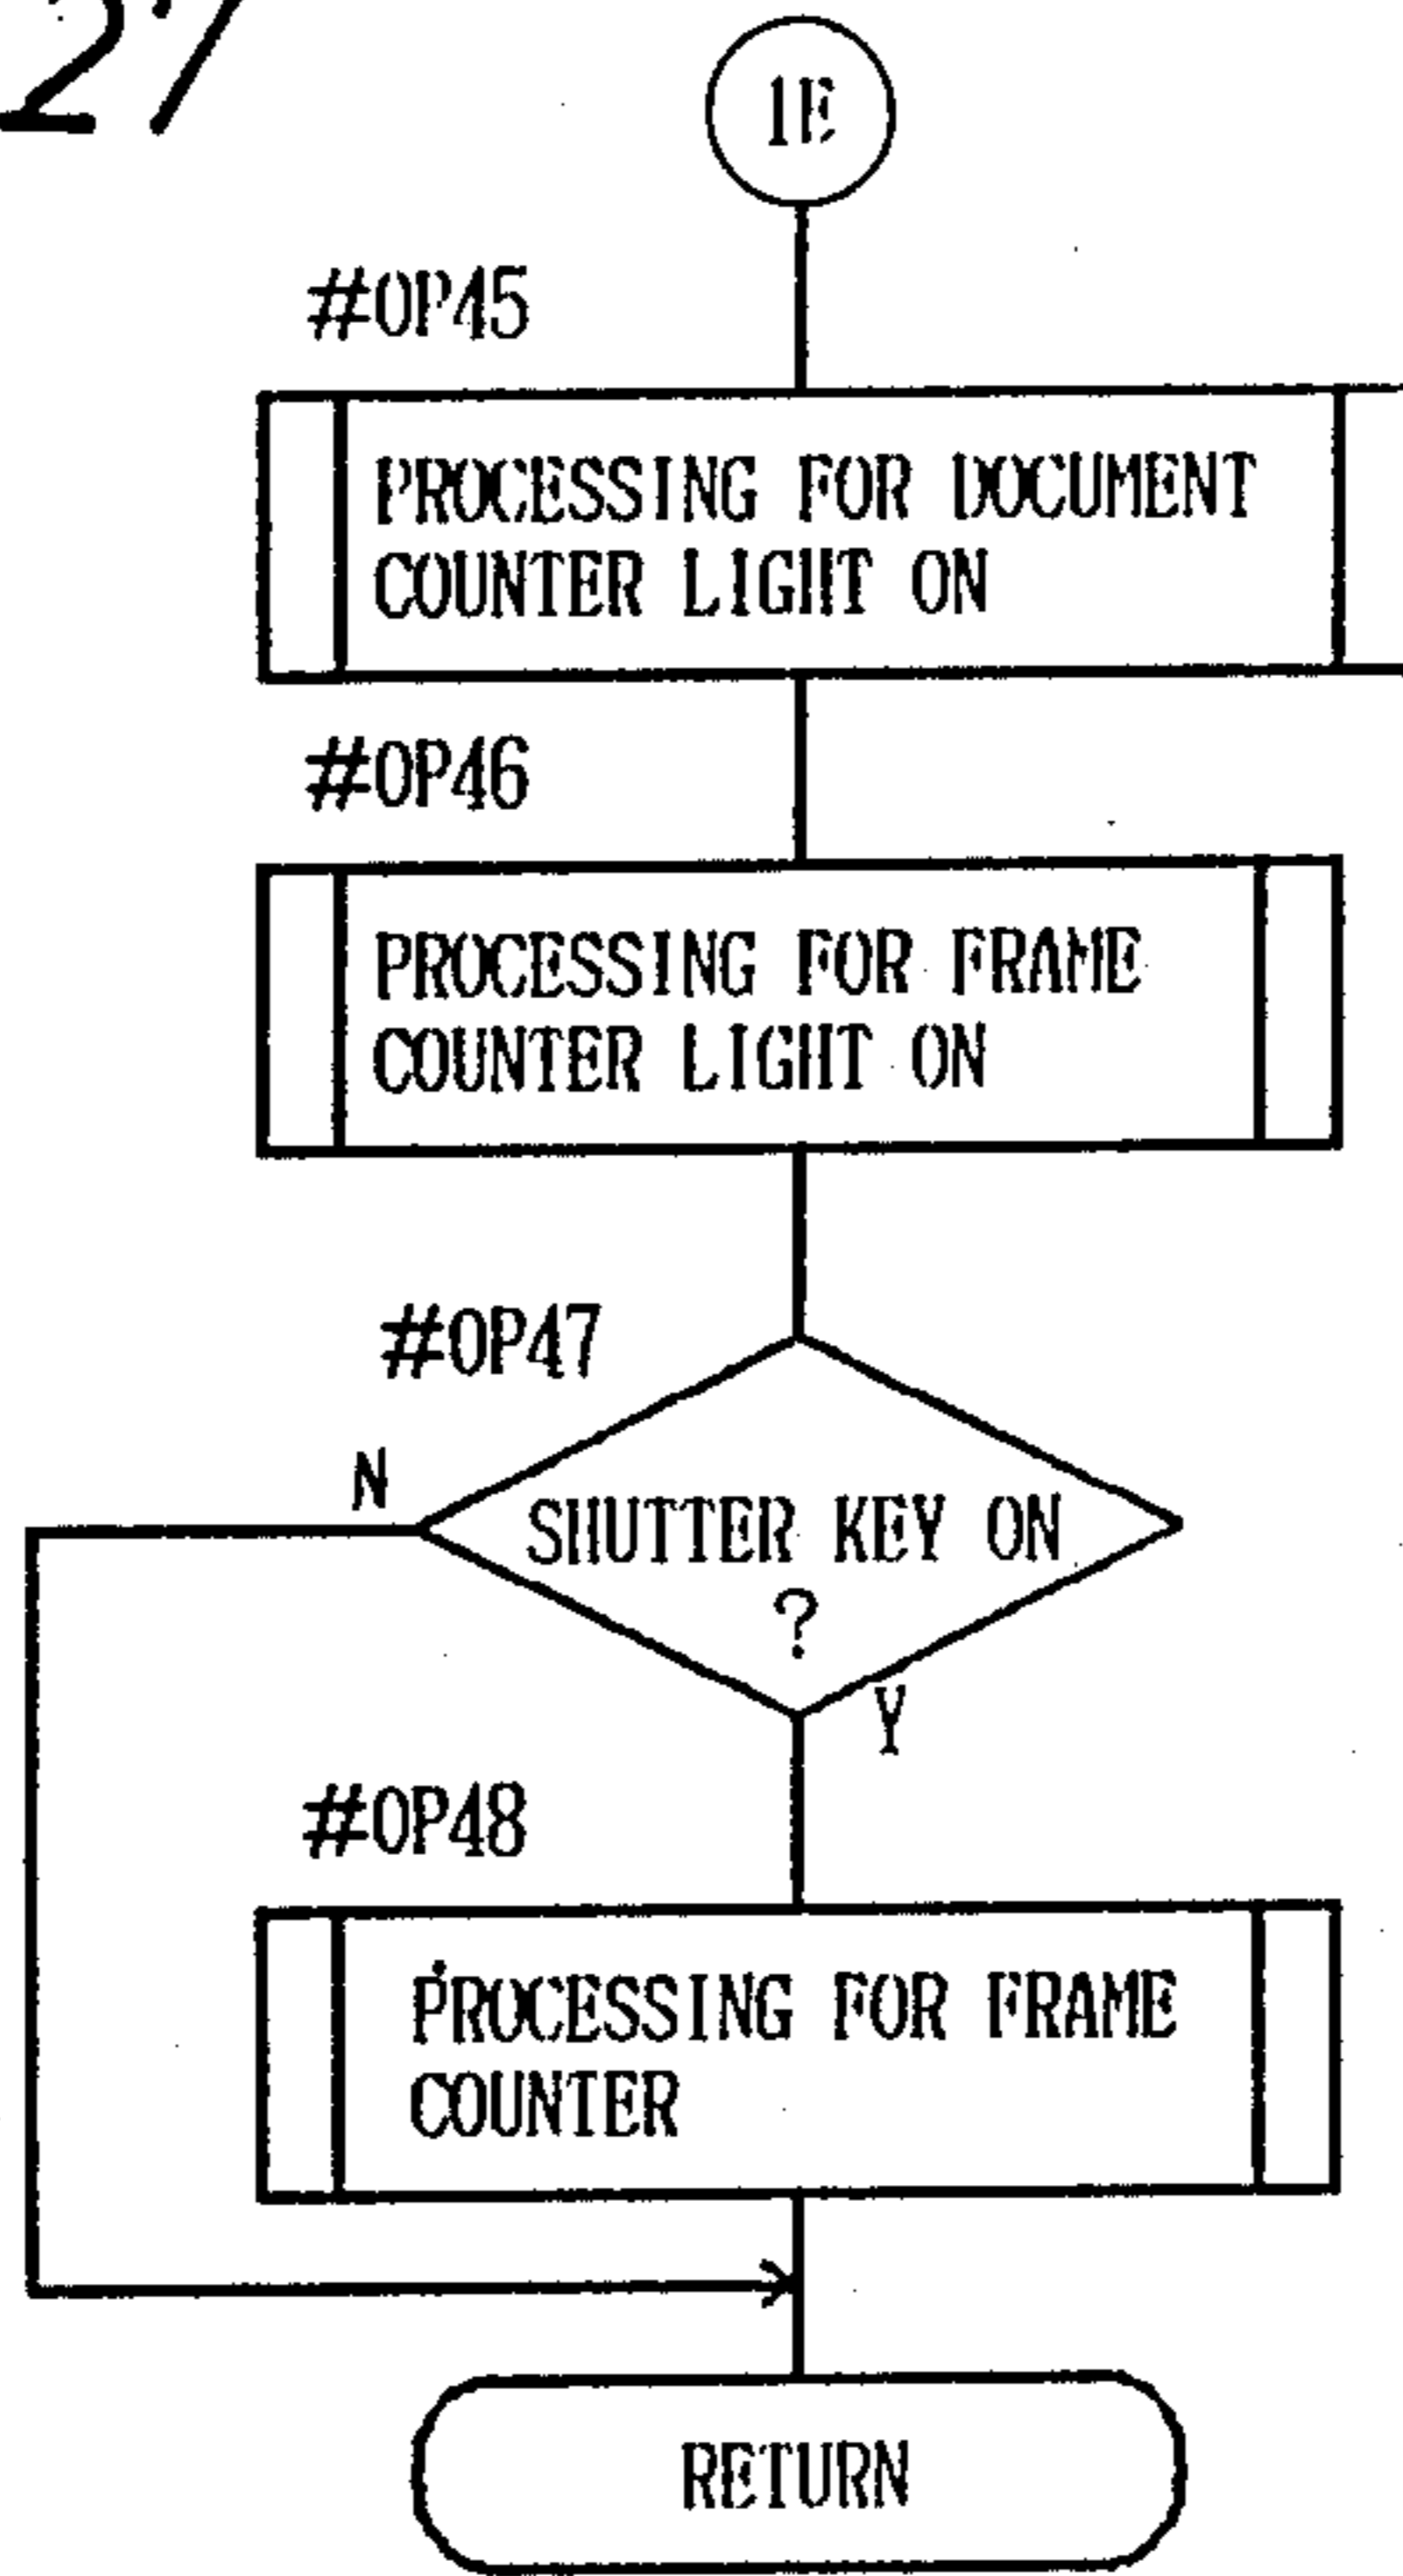 27
1E
#OP45
PROCESSING FOR DOCUMENT
COUNTER LIGHT ON
#OP46
PROCESSING FOR FRAME
COUNTER LIGHT ON
#OP47
N
SHUTTER KEY ON
?
Y
#OP48
PROCESSING FOR FRAME
COUNTER
RETURN